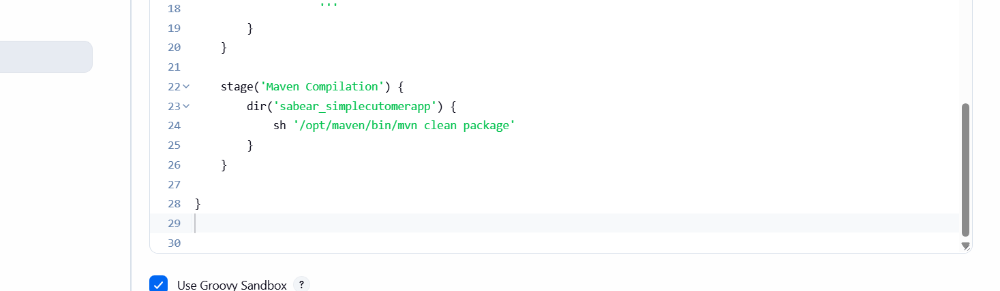 18                     '''
19         }
20     }
21
22     stage('Maven Compilation') {
23         dir('sabear_simplecutomerapp') {
24             sh '/opt/maven/bin/mvn clean package'
25         }
26     }
27
28 }
29
30
Use Groovy Sandbox ?